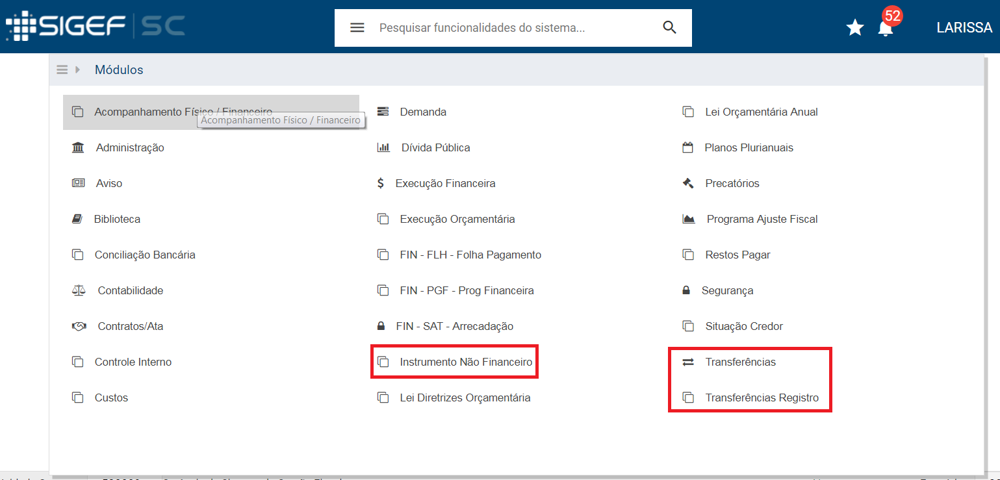 SIGEF SC
Pesquisar funcionalidades do sistema...
52
LARISSA
Módulos
Acompanhamento Físico / Financeiro
Acompanhamento Físico / Financeiro
Administração
Aviso
Biblioteca
Conciliação Bancária
Contabilidade
Contratos/Ata
Controle Interno
Custos
Demanda
Dívida Pública
Execução Financeira
Execução Orçamentária
FIN - FLH - Folha Pagamento
FIN - PGF - Prog Financeira
FIN - SAT - Arrecadação
Instrumento Não Financeiro
Lei Diretrizes Orçamentária
Lei Orçamentária Anual
Planos Plurianuais
Precatórios
Programa Ajuste Fiscal
Restos Pagar
Segurança
Situação Credor
Transferências
Transferências Registro